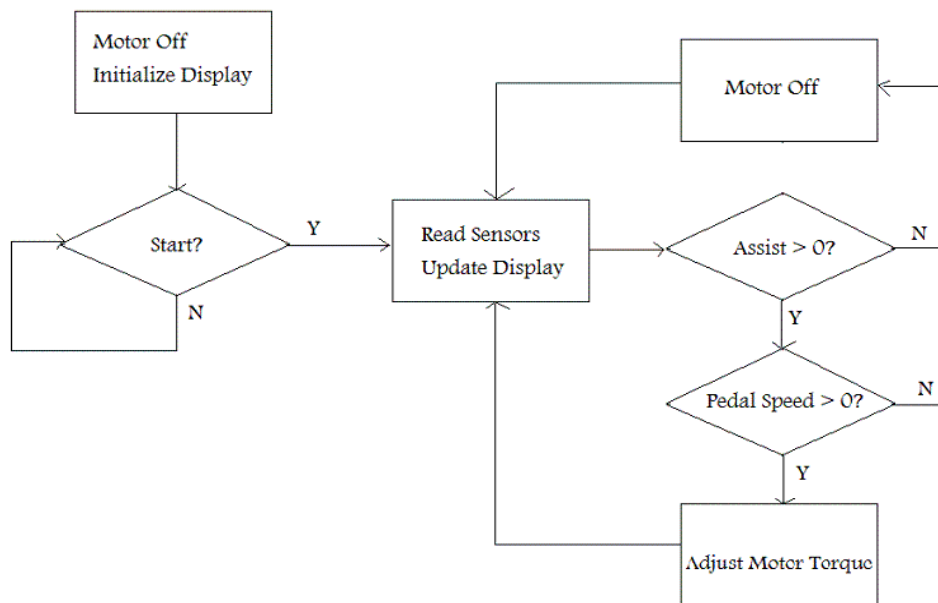 Motor Off
Initialize Display
Start?
Y
N
Read Sensors
Update Display
Motor Off
Assist > 0?
N
Y
Pedal Speed > 0?
N
Y
Adjust Motor Torque